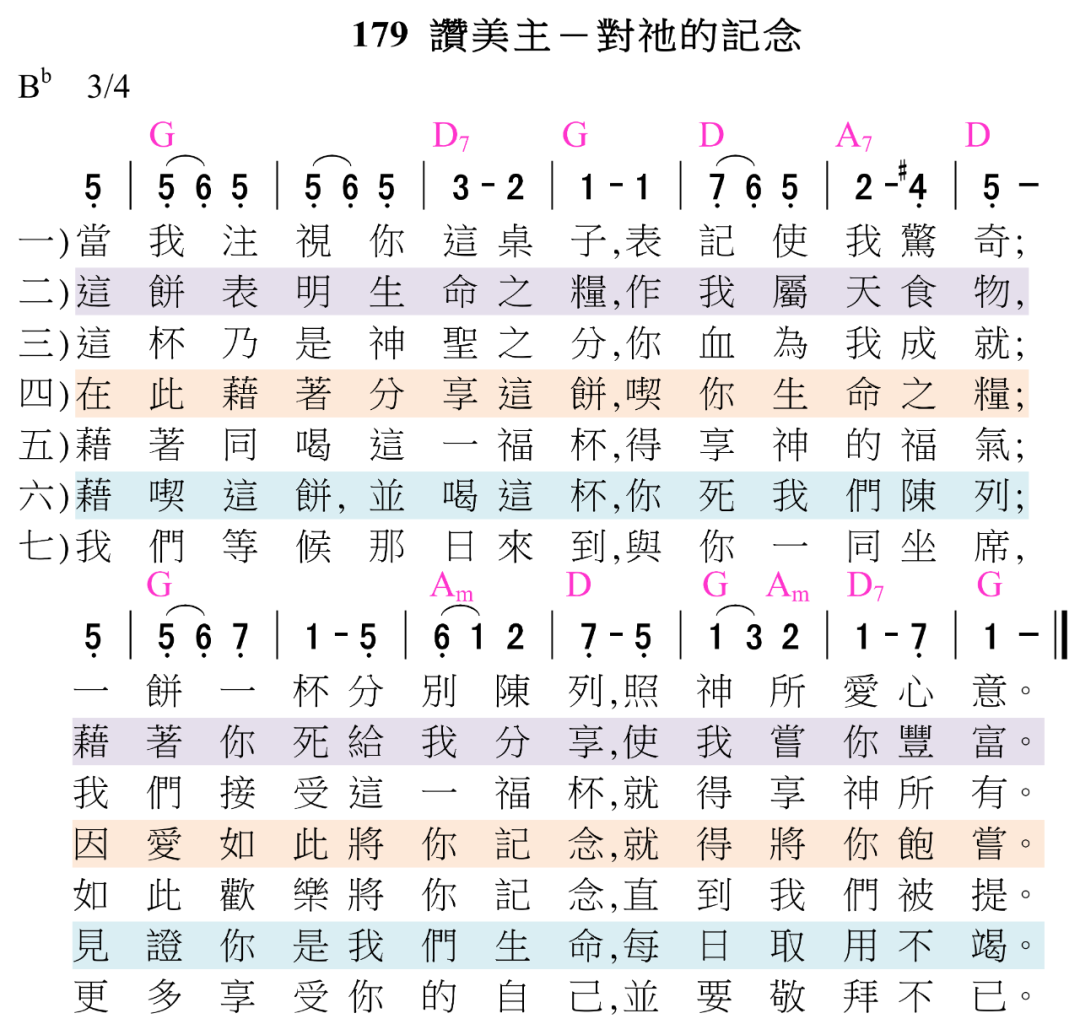 179 讚美主－對祂的記念
B♭ 3/4
G D7 G D A7 D
5̣ | 5̣ 6̣ 5̣ | 5̣ 6̣ 5̣ | 3 - 2 | 1 - 1 | 7̣ 6̣ 5̣ | 2 - #4̣ | 5̣ －
一)當我注視你這桌子,表記使我驚奇;
二)這餅表明生命之糧,作我屬天食物,
三)這杯乃是神聖之分,你血為我成就;
四)在此藉著分享這餅,喫你生命之糧;
五)藉著同喝這一福杯,得享神的福氣;
六)藉喫這餅,並喝這杯,你死我們陳列;
七)我們等候那日來到,與你一同坐席,
G Am D G Am D7 G
5̣ | 5̣ 6̣ 7̣ | 1 - 5̣ | 6̣ 1 2 | 7̣ - 5̣ | 1 3 2 | 1 - 7̣ | 1 － ‖
一餅一杯分別陳列,照神所愛心意。
藉著你死給我分享,使我嘗你豐富。
我們接受這一福杯,就得享神所有。
因愛如此將你記念,就得將你飽嘗。
如此歡樂將你記念,直到我們被提。
見證你是我們生命,每日取用不竭。
更多享受你的自己,並要敬拜不已。